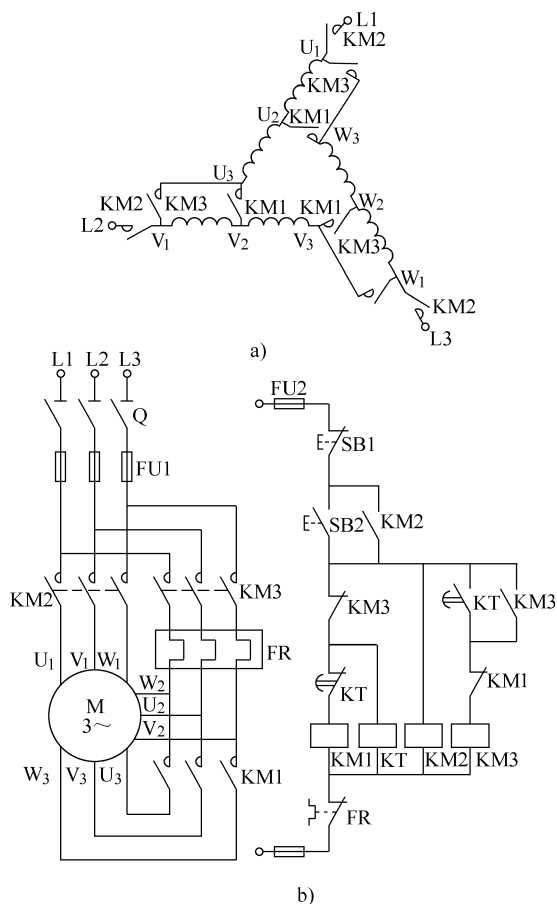 L1
KM2
U1
KM3
U2 KM1
W3
U3
KM2 KM3 KM1 KM1 W2
L2
V1 V2 V3 KM3
W1
KM2
L3
a)
L1 L2 L3
Q
FU1
KM2 KM3
U1 V1 W1
FR
W2
M
3～
U2
V2
W3 V3 U3 KM1
FU2
SB1
SB2 KM2
KM3 KT KM3
KT KM1
KM1 KT KM2 KM3
FR
b)